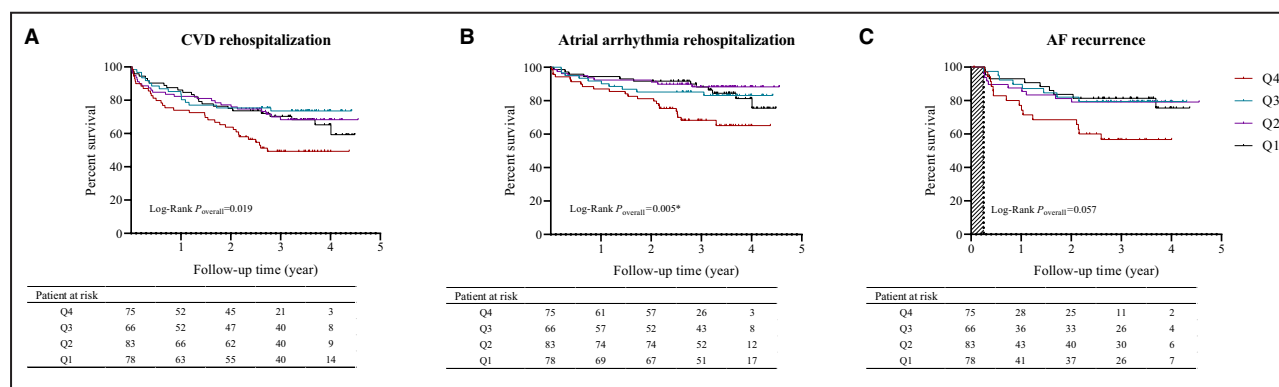 A CVD rehospitalization
Percent survival
100
80
60
40
20
0
Log-Rank Poverall=0.019
1 2 3 4 5
Follow-up time (year)
Patient at risk
Q4 75 52 45 21 3
Q3 66 52 47 40 8
Q2 83 66 62 40 9
Q1 78 63 55 40 14
B Atrial arrhythmia rehospitalization
Percent survival
100
80
60
40
20
0
Log-Rank Poverall=0.005*
1 2 3 4 5
Follow-up time (year)
Patient at risk
Q4 75 61 57 26 3
Q3 66 57 52 43 8
Q2 83 74 74 52 12
Q1 78 69 67 51 17
C AF recurrence
Percent survival
100
80
60
40
20
0
Log-Rank Poverall=0.057
0 1 2 3 4 5
Follow-up time (year)
Patient at risk
Q4 75 28 25 11 2
Q3 66 36 33 26 4
Q2 83 43 40 30 6
Q1 78 41 37 26 7
Q4
Q3
Q2
Q1